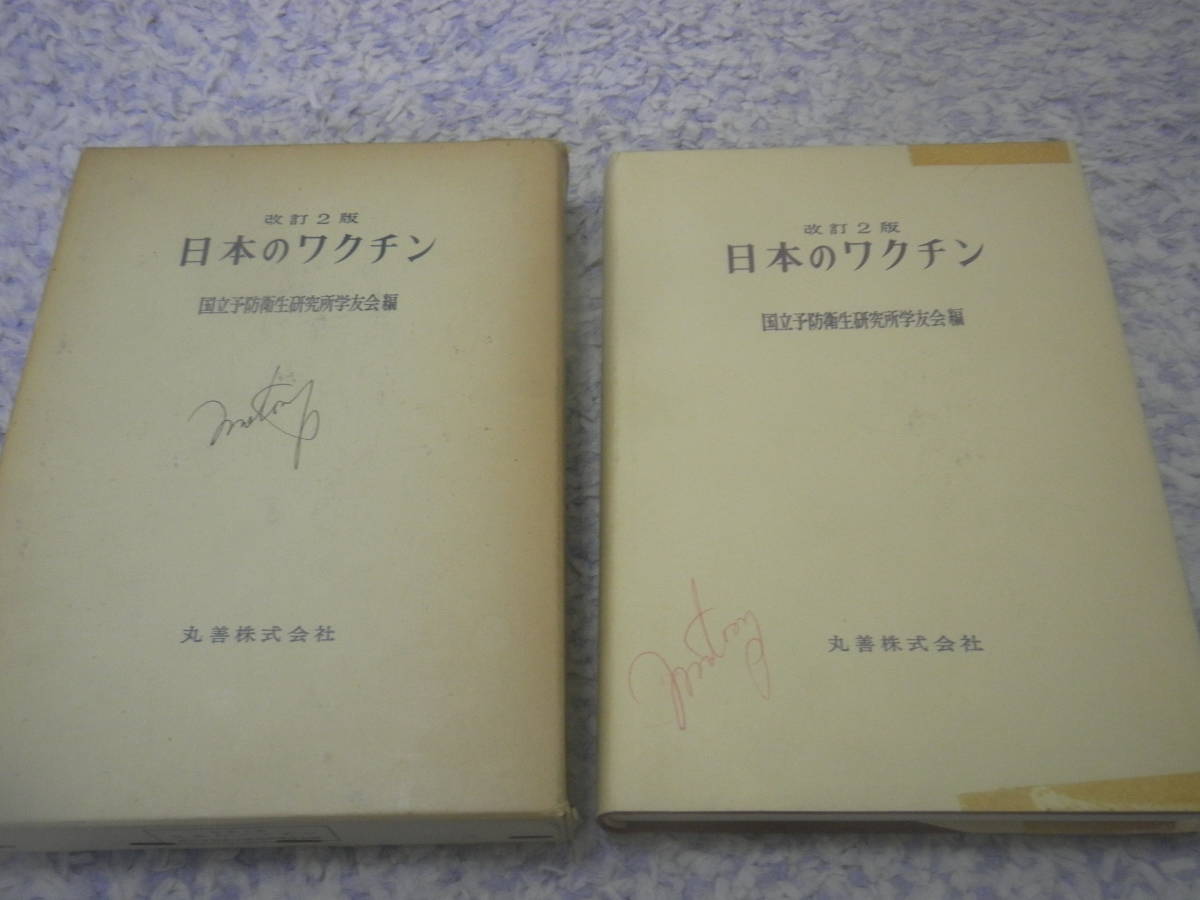 改訂2版
日本のワクチン
国立予防衛生研究所学友会編
丸善株式会社
改訂2版
日本のワクチン
国立予防衛生研究所学友会編
丸善株式会社